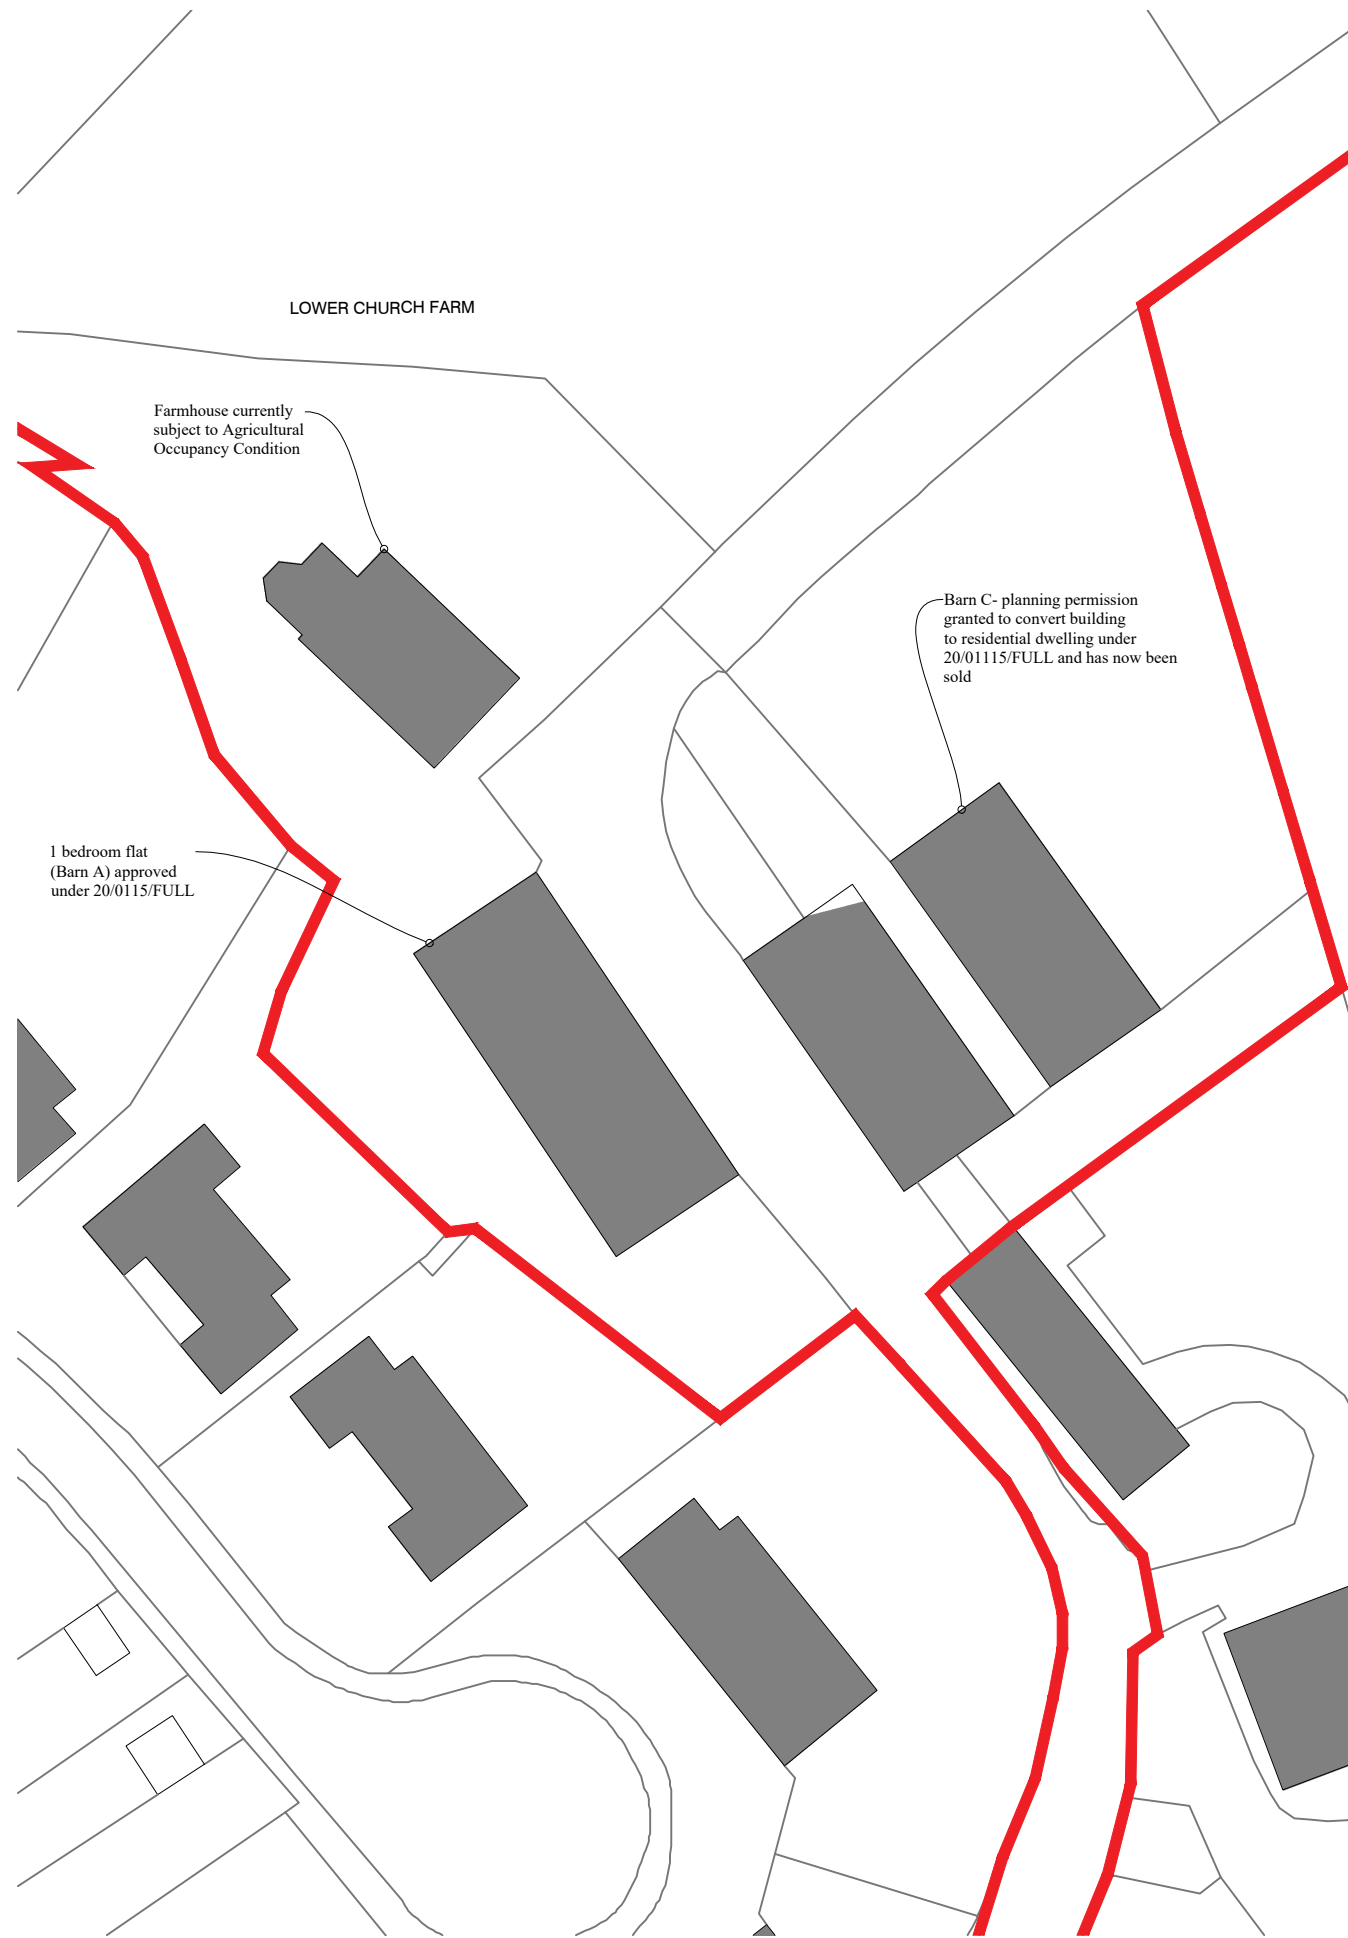 LOWER CHURCH FARM
Farmhouse currently
subject to Agricultural
Occupancy Condition
Barn C- planning permission
granted to convert building
to residential dwelling under
20/01115/FULL and has now been
sold
1 bedroom flat
(Barn A) approved
under 20/0115/FULL